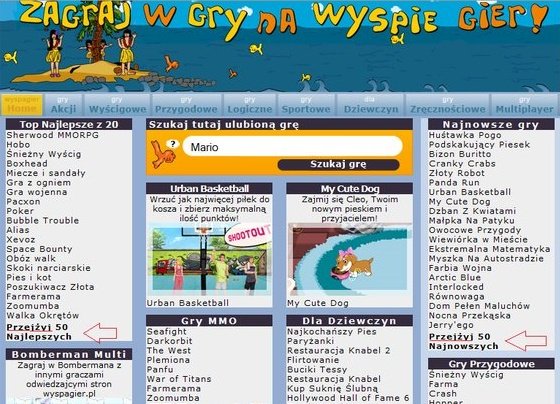 ZAGRAJ W GRY NA WYSPIE GIER!
wyspagier
Home
gry
Akcji
gry
Wyścigowe
gry
Przygodowe
gry
Logiczne
gry
Sportowe
dla
Dziewczyn
gry
Zręcznościowe
gry
Multiplayer
Top Najlepsze z 20
Sherwood MMORPG
Hobo
Śnieżny Wyścig
Boxhead
Miecze i sandały
Gra z ogniem
Gra wojenna
Pacxon
Poker
Bubble Trouble
Alias
Xevoz
Space Bounty
Obóz walk
Skoki narciarskie
Pies i kot
Poszukiwacz Złota
Farmerama
Zoomumba
Walka Okrętów
Przejżyj 50
Najlepszych
Bomberman Multi
Zagraj w Bombermana z
innymi graczami
odwiedzajacymi stron
wyspagier.pl
Szukaj tutaj ulubioną grę
?
Mario
Szukaj grę
Urban Basketball
Wrzuć jak najwięcej piłek do
kosza i zbierz maksymalną
ilość punktów!
SHOOTOUT
Urban Basketball
My Cute Dog
Zajmij się Cleo, Twoim
nowym pieskiem i
przyjacielem!
My Cute Dog
Gry MMO
Seafight
Darkorbit
The West
Plemiona
Panfu
War of Titans
Farmerama
Zoomumba
Dla Dziewczyn
Najkochańszy Pies
Paryżanki
Restauracja Knabel 2
Flirtowanie
Buciki Tessy
Restauracja Knabel
Kup Suknię Ślubną
Hollywood Hall of Fame 6
Najnowsze gry
Huśtawka Pogo
Podskakujący Piesek
Bizon Buritto
Cranky Crabs
Złoty Robot
Panda Run
Urban Basketball
My Cute Dog
Dzban Z Kwiatami
Małpka Na Patyku
Owocowe Przygody
Wiewiórka w Mieście
Ekstremalna Matematyka
Myszka Na Autostradzie
Farbia Wojna
Arctic Blue
Interlocked
Równowaga
Dom Pełen Maluchów
Nocna Przekąska
Jerry'ego
Przejżyj 50
Najnowszych
Gry Przygodowe
Śnieżny Wyścig
Farma
Crash
Hopper